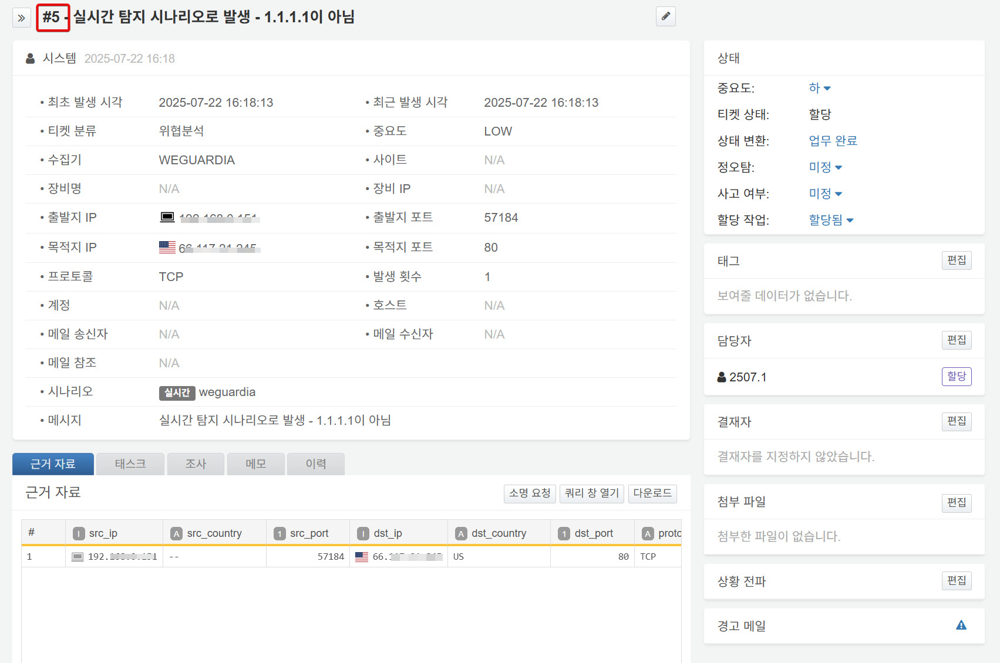 #5 - 실시간 탐지 시나리오로 발생 - 1.1.1.1이 아님
시스템 2025-07-22 16:18
• 최초 발생 시각 2025-07-22 16:18:13 • 최근 발생 시각 2025-07-22 16:18:13
• 티켓 분류 위협분석 • 중요도 LOW
• 수집기 WEGUARDIA • 사이트 N/A
• 장비명 N/A • 장비 IP N/A
• 출발지 IP • 출발지 포트 57184
• 목적지 IP • 목적지 포트 80
• 프로토콜 TCP • 발생 횟수 1
• 계정 N/A • 호스트 N/A
• 메일 송신자 N/A • 메일 수신자 N/A
• 메일 참조 N/A
• 시나리오 실시간 weguardia
• 메시지 실시간 탐지 시나리오로 발생 - 1.1.1.1이 아님
근거 자료 태스크 조사 메모 이력
근거 자료 소명 요청 쿼리 창 열기 다운로드
# I src_ip A src_country 1 src_port I dst_ip A dst_country 1 dst_port A proto
1 192. -- 57184 66. US 80 TCP
상태
중요도: 하
티켓 상태: 할당
상태 변환: 업무 완료
정오탐: 미정
사고 여부: 미정
할당 작업: 할당됨
태그 편집
보여줄 데이터가 없습니다.
담당자 편집
2507.1 할당
결재자 편집
결재자를 지정하지 않았습니다.
첨부 파일 편집
첨부한 파일이 없습니다.
상황 전파 편집
경고 메일